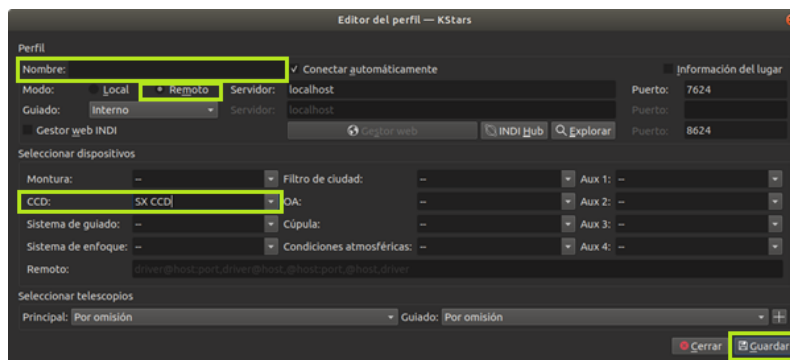 Editor del perfil — KStars
Perfil
Nombre: Conectar automáticamente Información del lugar
Modo: Local Remoto Servidor: localhost Puerto: 7624
Guiado: Interno Servidor: localhost Puerto:
Gestor web INDI Gestor web INDI Hub Explorar Puerto: 8624
Seleccionar dispositivos
Montura: -- Filtro de ciudad: -- Aux 1: --
CCD: SX CCD OA: -- Aux 2: --
Sistema de guiado: -- Cúpula: -- Aux 3: --
Sistema de enfoque: -- Condiciones atmosféricas: -- Aux 4: --
Remoto: driver@host:port,driver@host,@host:port,@host,driver
Seleccionar telescopios
Principal: Por omisión Guiado: Por omisión
Cerrar Guardar